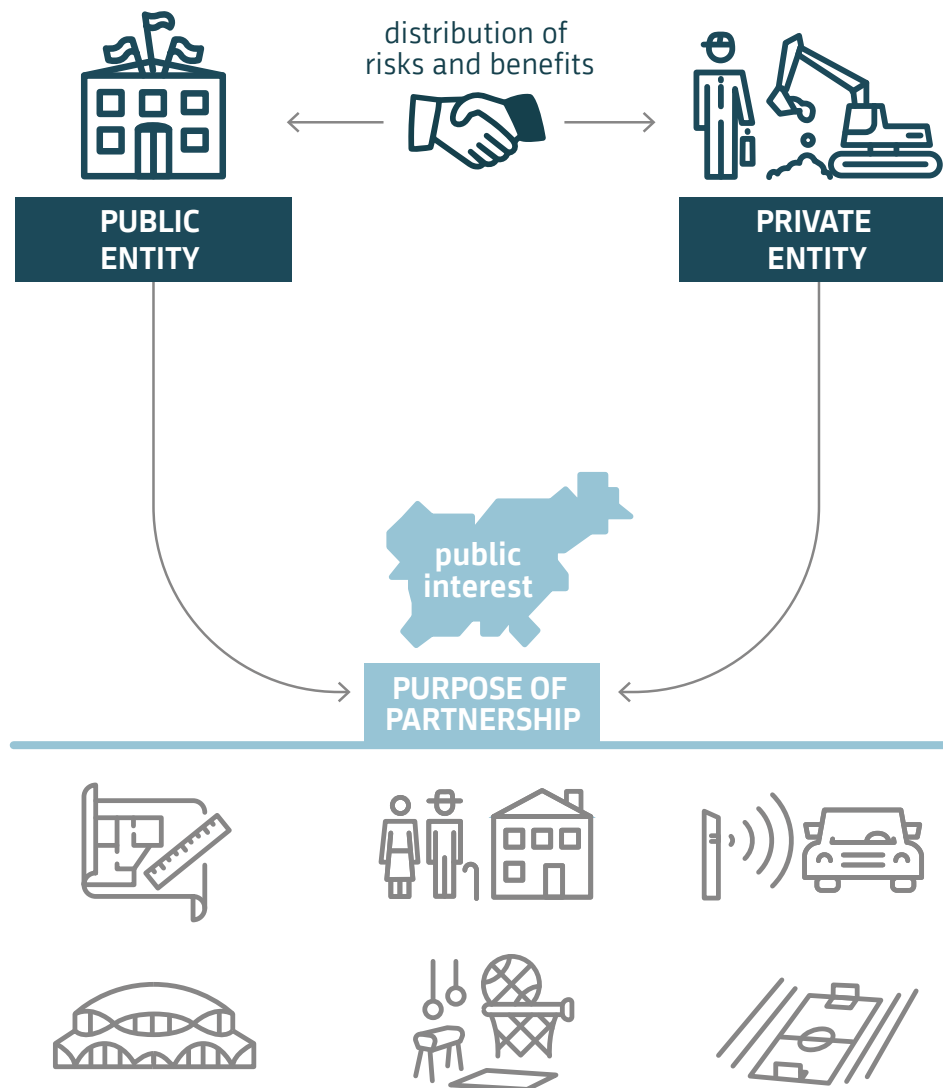 distribution of
risks and benefits
PUBLIC
ENTITY
PRIVATE
ENTITY
public
interest
PURPOSE OF
PARTNERSHIP